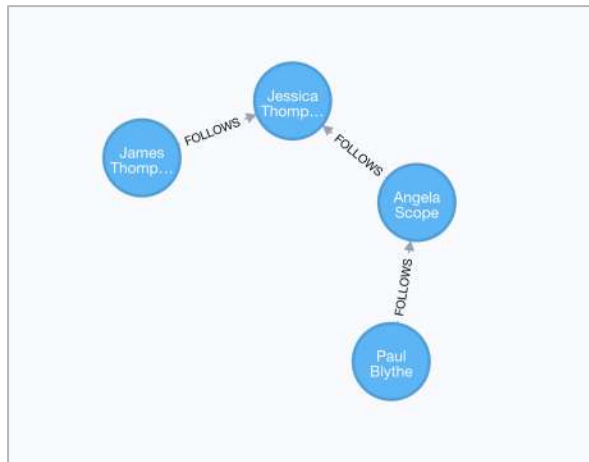 Jessica
Thomp...
FOLLOWS
James
Thomp...
FOLLOWS
Angela
Scope
FOLLOWS
Paul
Blythe